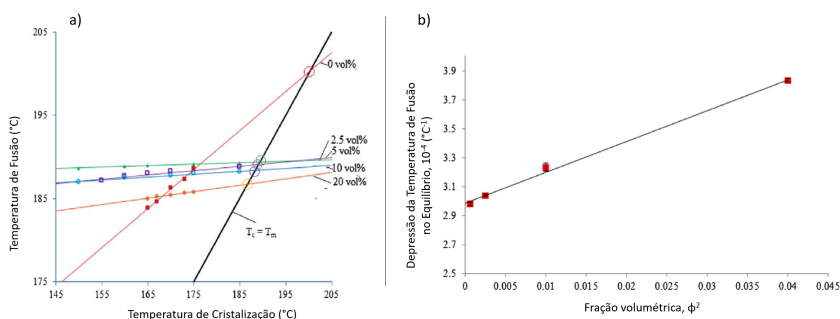 a)
205
195
185
175
145
155
165
175
185
195
205
Temperatura de Fusão (°C)
Temperatura de Cristalização (°C)
0 vol%
2.5 vol%
5 vol%
10 vol%
20 vol%
Tc = Tm
b)
3.9
3.7
3.5
3.3
3.1
2.9
2.7
2.5
0
0.005
0.01
0.015
0.02
0.025
0.03
0.035
0.04
0.045
Depressão da Temperatura de Fusão
no Equilíbrio, 10⁻⁴ (°C⁻¹)
Fração volumétrica, ϕ²